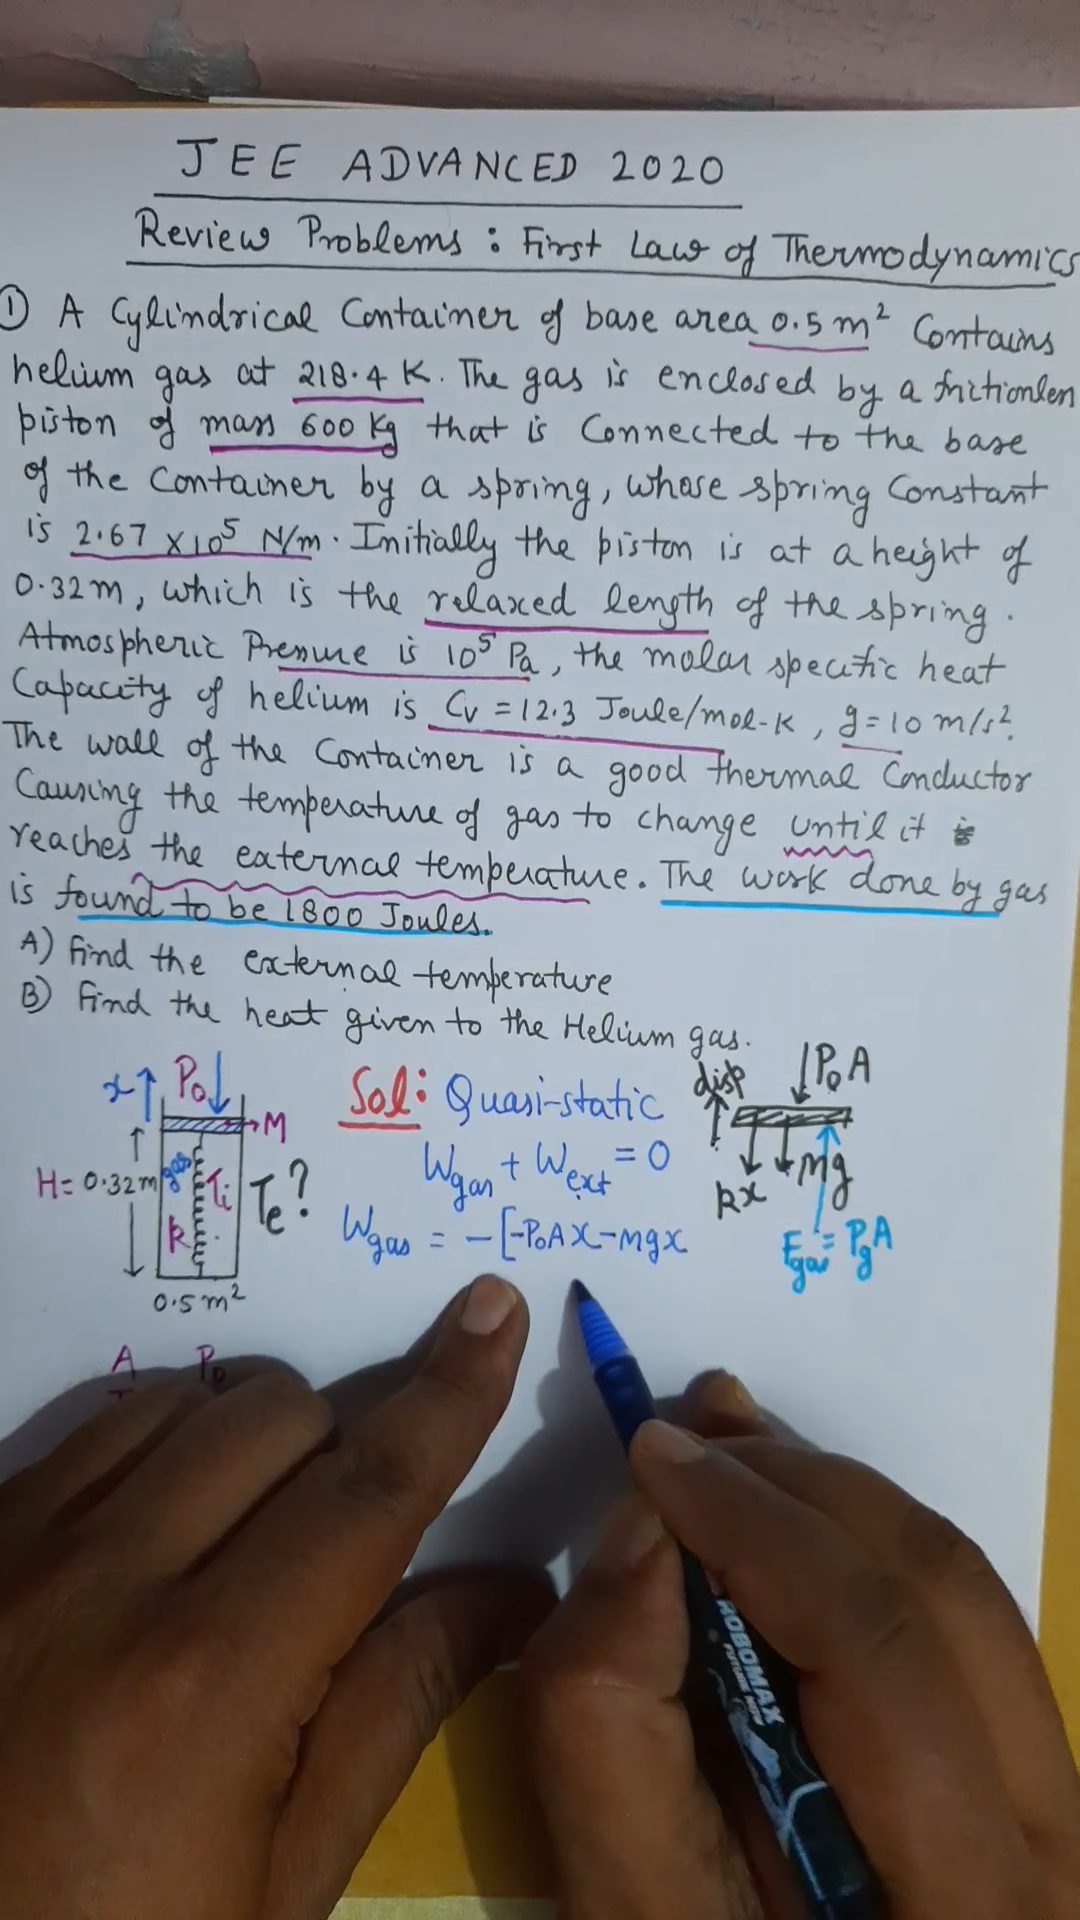 JEE ADVANCED 2020
Review Problems: First Law of Thermodynamics
① A Cylindrical Container of base area 0.5 m² Contains
helium gas at 218.4 K. The gas is enclosed by a frictionless
piston of mass 600 Kg that is Connected to the base
of the Container by a spring, whose spring Constant
is 2.67 × 10⁵ N/m. Initially the piston is at a height of
0.32m, which is the relaxed length of the spring.
Atmospheric Pressure is 10⁵ Pa, the molar specific heat
Capacity of helium is Cv = 12.3 Joule/mol-K, g = 10 m/s².
The wall of the Container is a good thermal Conductor
Causing the temperature of gas to change until it
reaches the external temperature. The work done by gas
is found to be 1800 Joules.
A) Find the external temperature
B) Find the heat given to the Helium gas.
x P₀ M
H = 0.32m gas k Ti Te?
0.5 m²
A P₀
Sol: Quasi-static
Wgas + Wext = 0
Wgas = -[-P₀Ax - mgx
disp P₀A
kx mg
Fgas = PgA
ROBOMAX